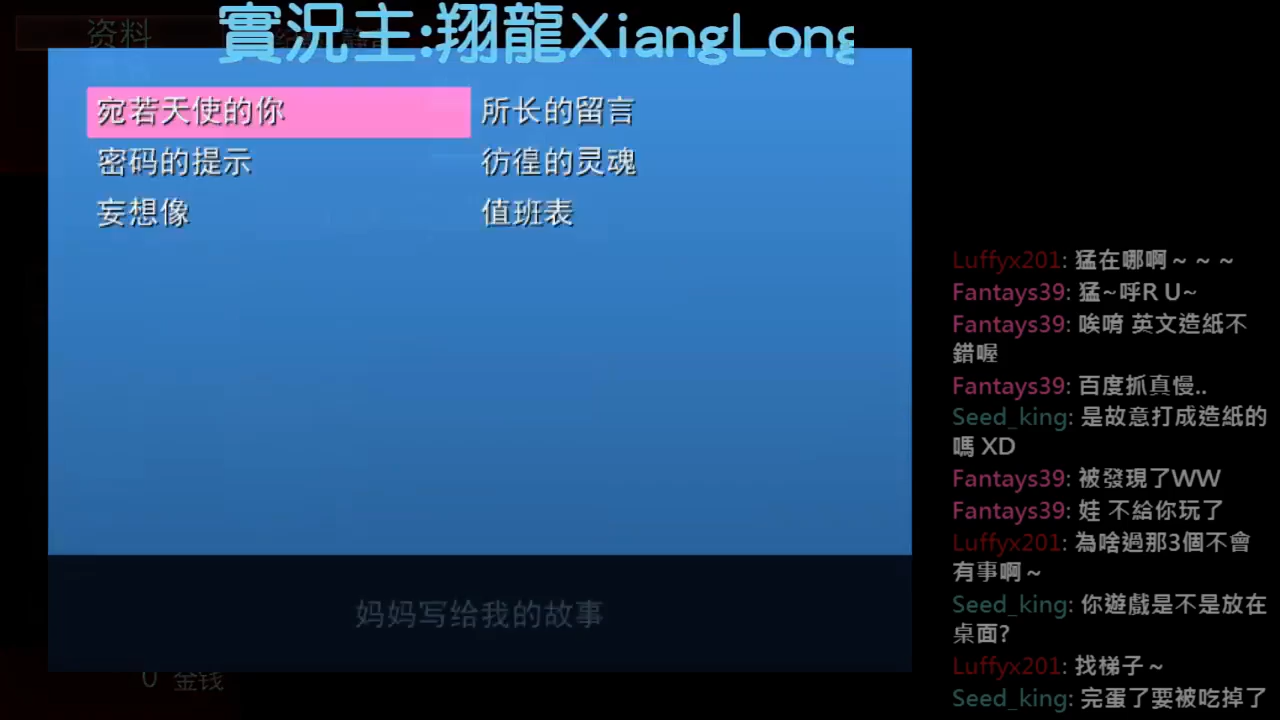 資料
實況主:翔龍XiangLong
宛若天使的你
所长的留言
密码的提示
彷徨的灵魂
妄想像
值班表
妈妈写给我的故事
0 金钱
Luffyx201: 猛在哪啊～～～
Fantays39: 猛~呼R U~
Fantays39: 唉唷 英文造紙不
錯喔
Fantays39: 百度抓真慢..
Seed_king: 是故意打成造紙的
嗎 XD
Fantays39: 被發現了WW
Fantays39: 娃 不給你玩了
Luffyx201: 為啥過那3個不會
有事啊～
Seed_king: 你遊戲是不是放在
桌面?
Luffyx201: 找梯子～
Seed_king: 完蛋了要被吃掉了